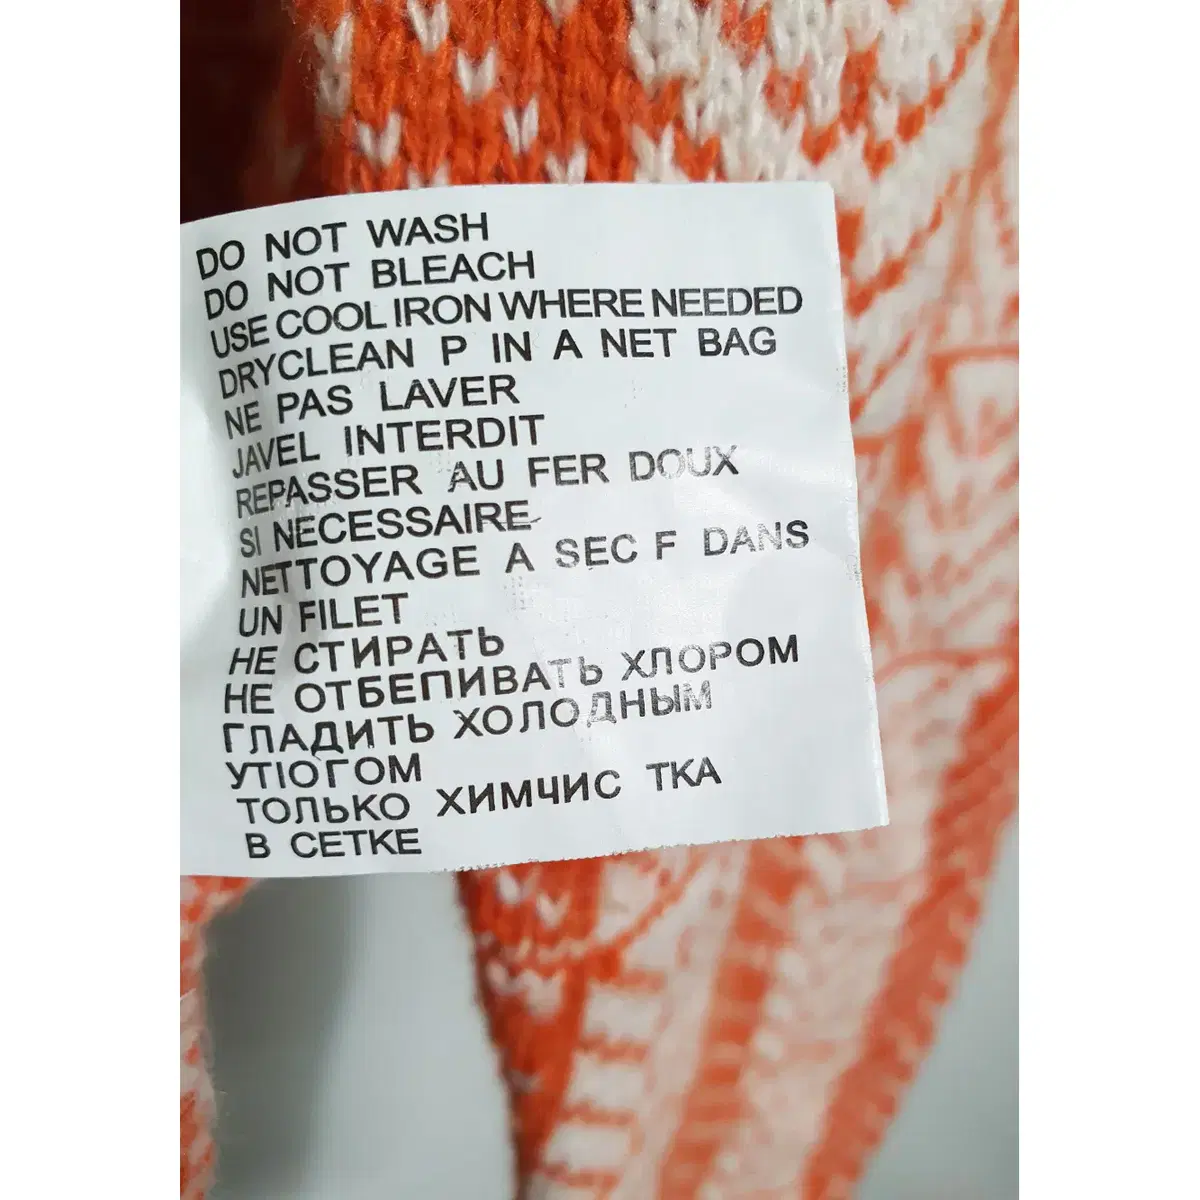 DO NOT WASH
DO NOT BLEACH
USE COOL IRON WHERE NEEDED
DRYCLEAN P IN A NET BAG
NE PAS LAVER
JAVEL INTERDIT
REPASSER AU FER DOUX
SI NECESSAIRE
NETTOYAGE A SEC F DANS
UN FILET
НЕ СТИРАТЬ
НЕ ОТБЕПИВАТЬ ХЛОРОМ
ГЛАДИТЬ ХОЛОДНЫМ
УТІОГОМ
ТОЛЬКО ХИМЧИС ТКА
В СЕТКЕ